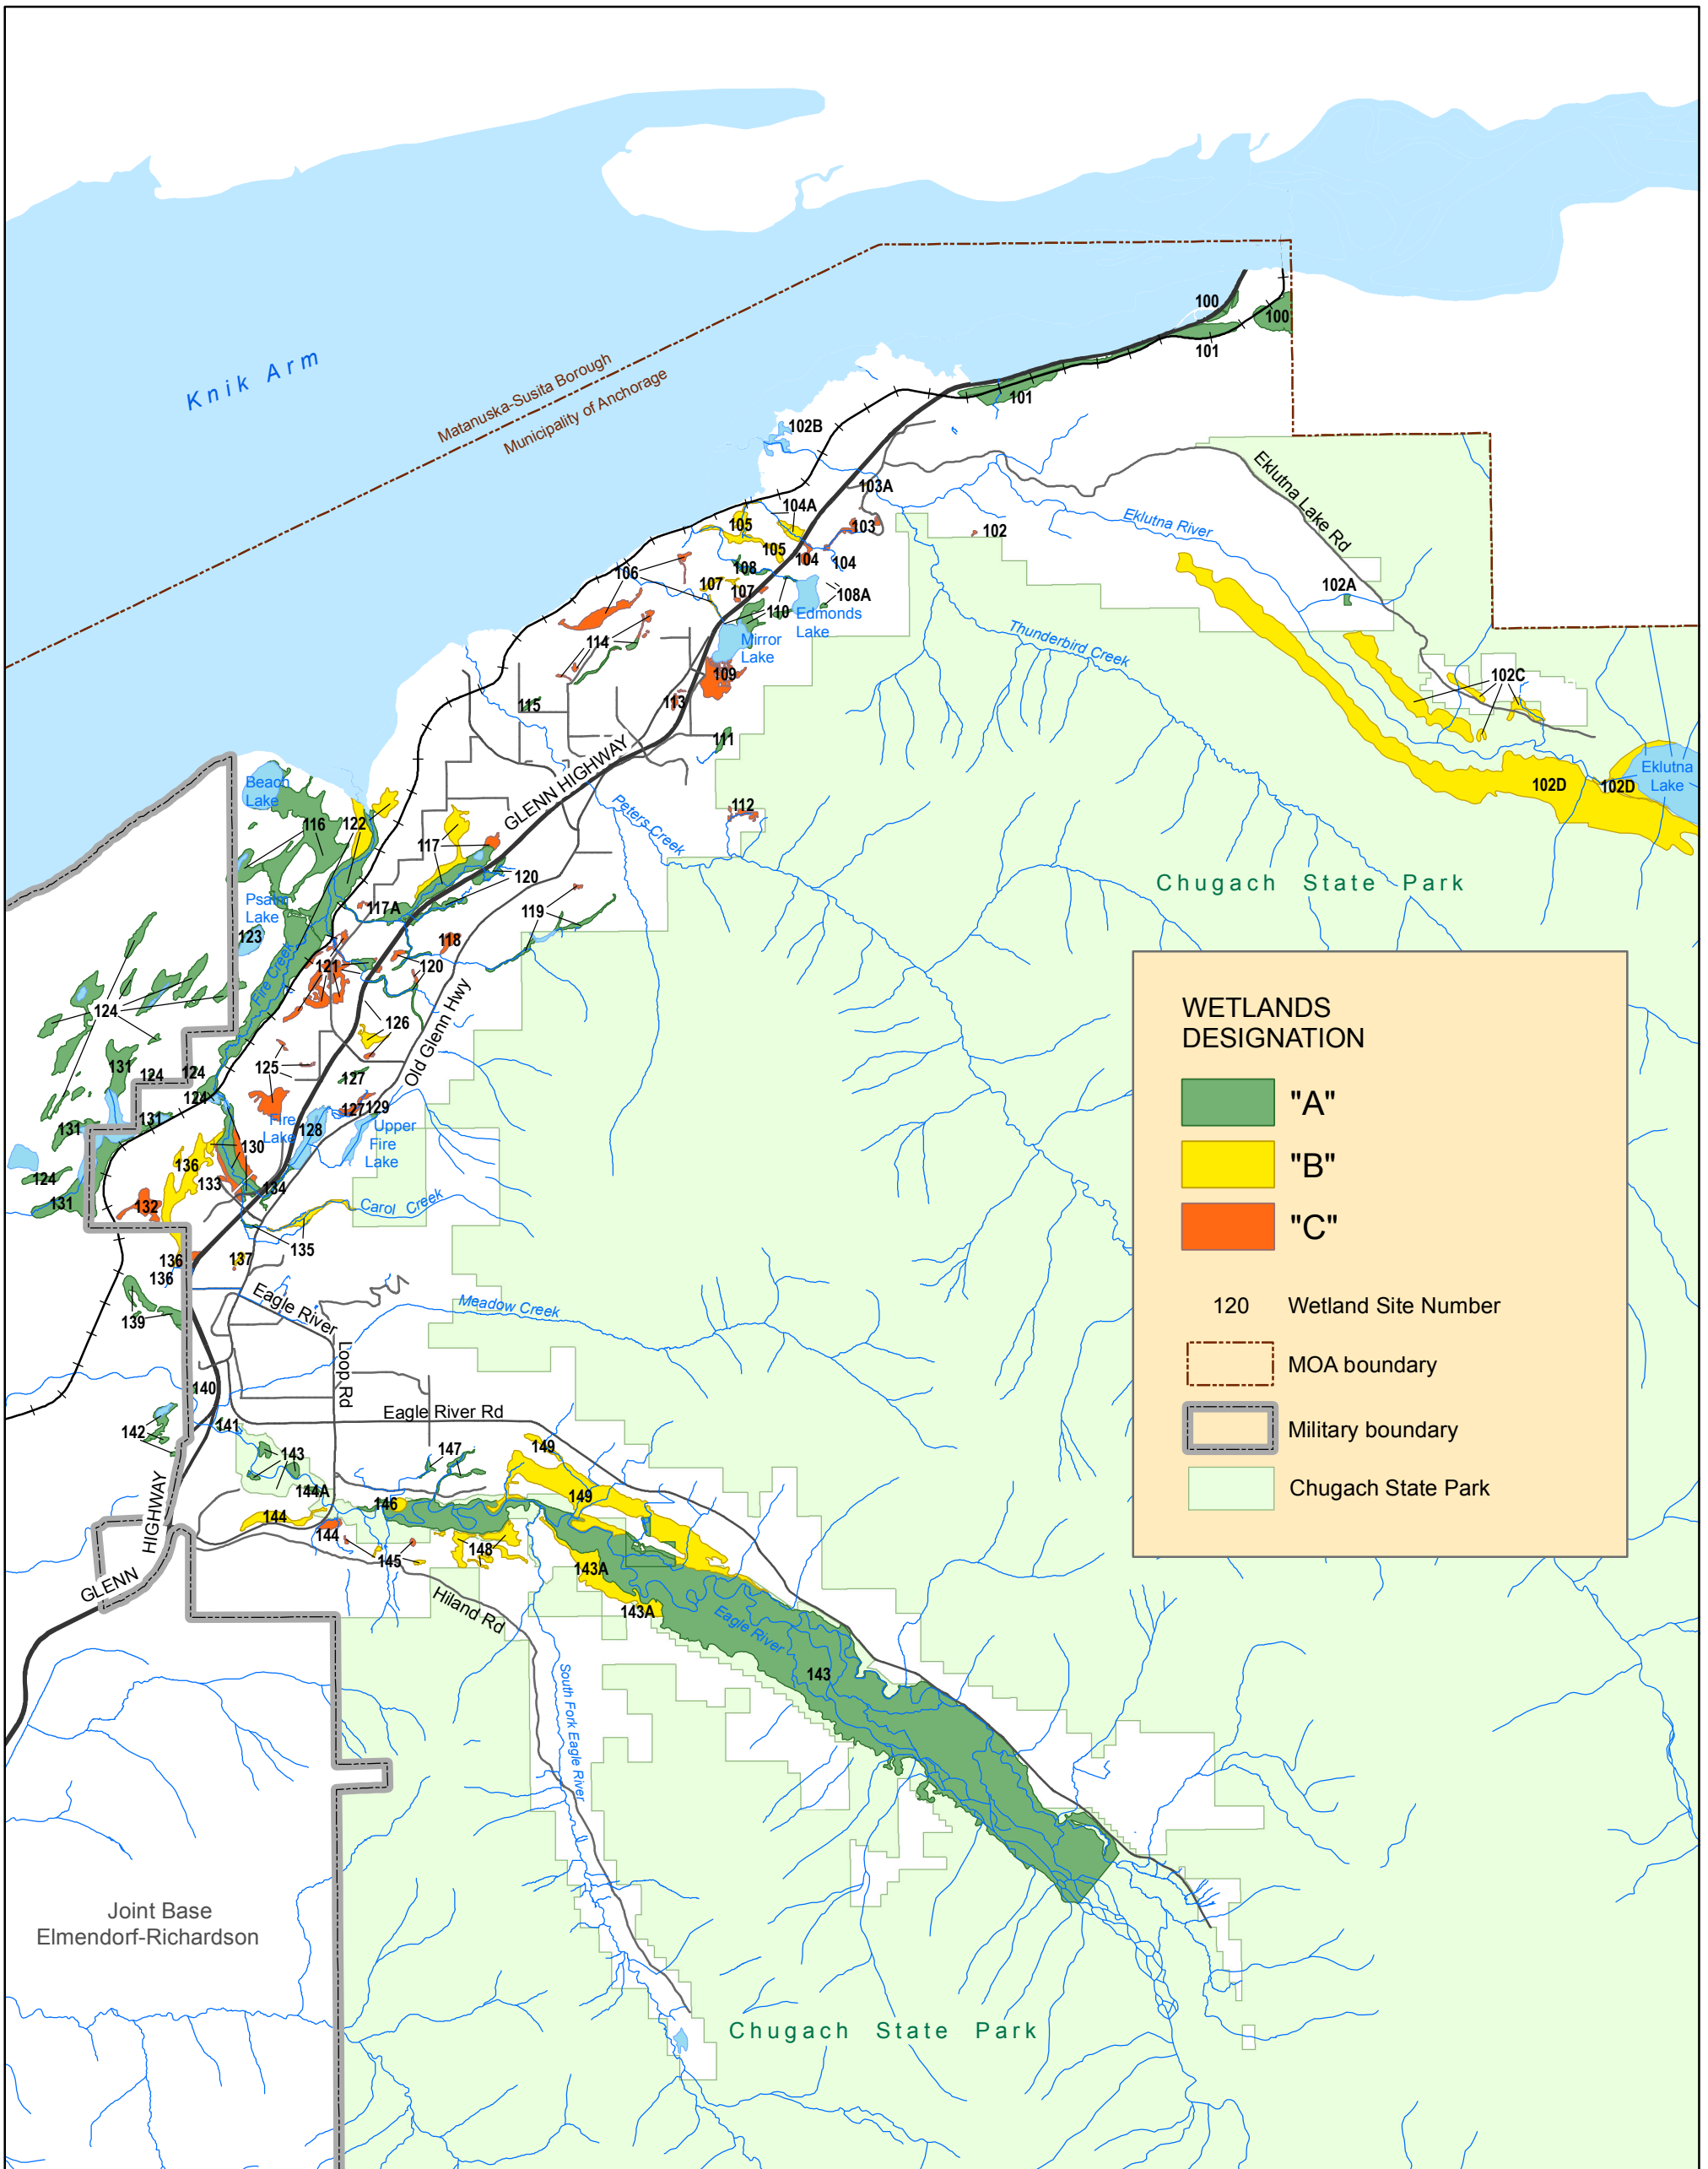 Knik Arm
Matanuska-Susita Borough
Municipality of Anchorage
100
100
101
101
102B
103A
Eklutna Lake Rd
Eklutna River
104A
105
103
102
105
104
104
106
108
107
107
108A
102A
110
Edmonds
Lake
114
Mirror
Lake
Thunderbird Creek
109
102C
115
113
111
GLENN HIGHWAY
Eklutna
Lake
102D
102D
Beach
Lake
Peters Creek
112
116
122
117
120
Chugach State Park
117A
119
Psalm
Lake
123
118
121
120
Fire Creek
124
126
Old Glenn Hwy
131
125
124
124
127
124
127
129
131
Fire
Lake
128
Upper
Fire
Lake
131
130
136
124
133
134
131
132
Carol Creek
135
136
137
136
Eagle River
Loop Rd
Meadow Creek
139
140
Eagle River Rd
141
142
143
147
149
HIGHWAY
144A
146
149
144
144
145
148
143A
GLENN
Hiland Rd
143A
Eagle River
143
South Fork Eagle River
Joint Base
Elmendorf-Richardson
Chugach State Park
WETLANDS
DESIGNATION
"A"
"B"
"C"
120 Wetland Site Number
MOA boundary
Military boundary
Chugach State Park